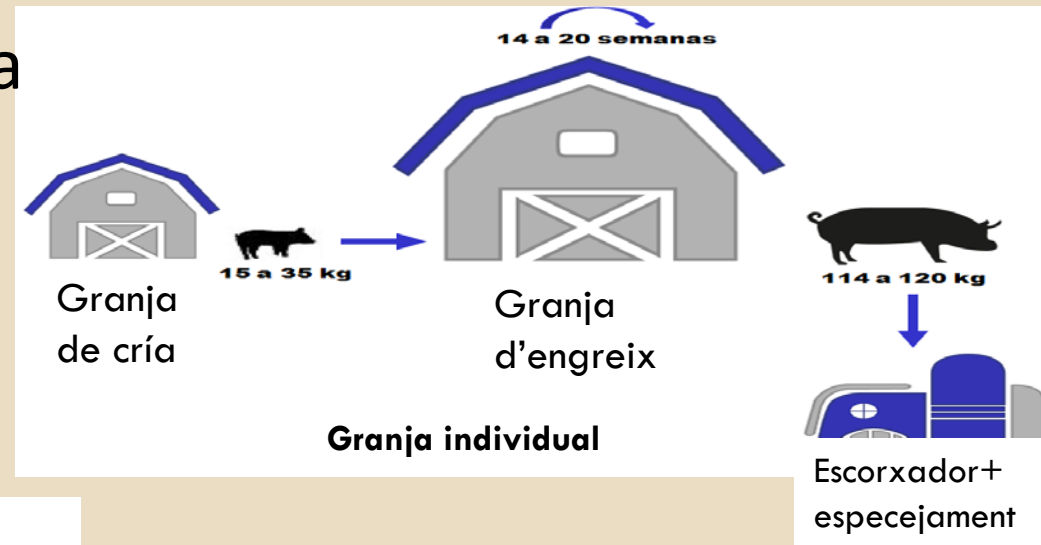 a
14 a 20 semanas
15 a 35 kg
Granja
de cría
Granja
d’engreix
114 a 120 kg
Granja individual
Escorxador+
especejament